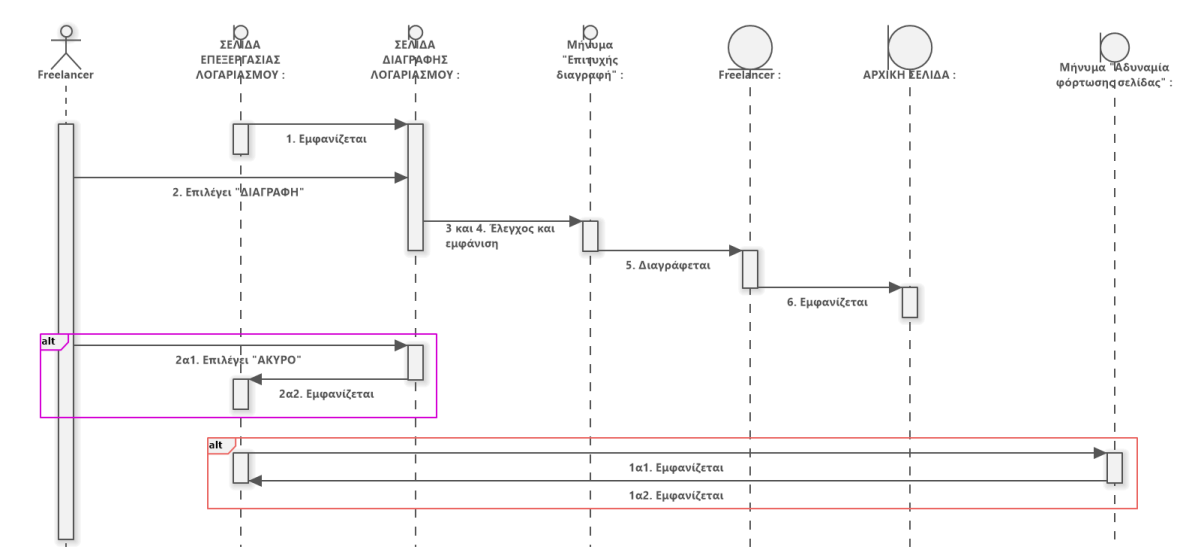 Freelancer
ΣΕΛΙΔΑ
ΕΠΕΞΕΡΓΑΣΙΑΣ
ΛΟΓΑΡΙΑΣΜΟΥ :
ΣΕΛΙΔΑ
ΔΙΑΓΡΑΦΗΣ
ΛΟΓΑΡΙΑΣΜΟΥ :
Μήνυμα
"Επιτυχής
διαγραφή" :
Freelancer :
ΑΡΧΙΚΗ ΣΕΛΙΔΑ :
Μήνυμα "Αδυναμία
φόρτωσης σελίδας" :
1. Εμφανίζεται
2. Επιλέγει "ΔΙΑΓΡΑΦΗ"
3 και 4. Έλεγχος και
εμφάνιση
5. Διαγράφεται
6. Εμφανίζεται
alt
2α1. Επιλέγει "ΑΚΥΡΟ"
2α2. Εμφανίζεται
alt
1α1. Εμφανίζεται
1α2. Εμφανίζεται